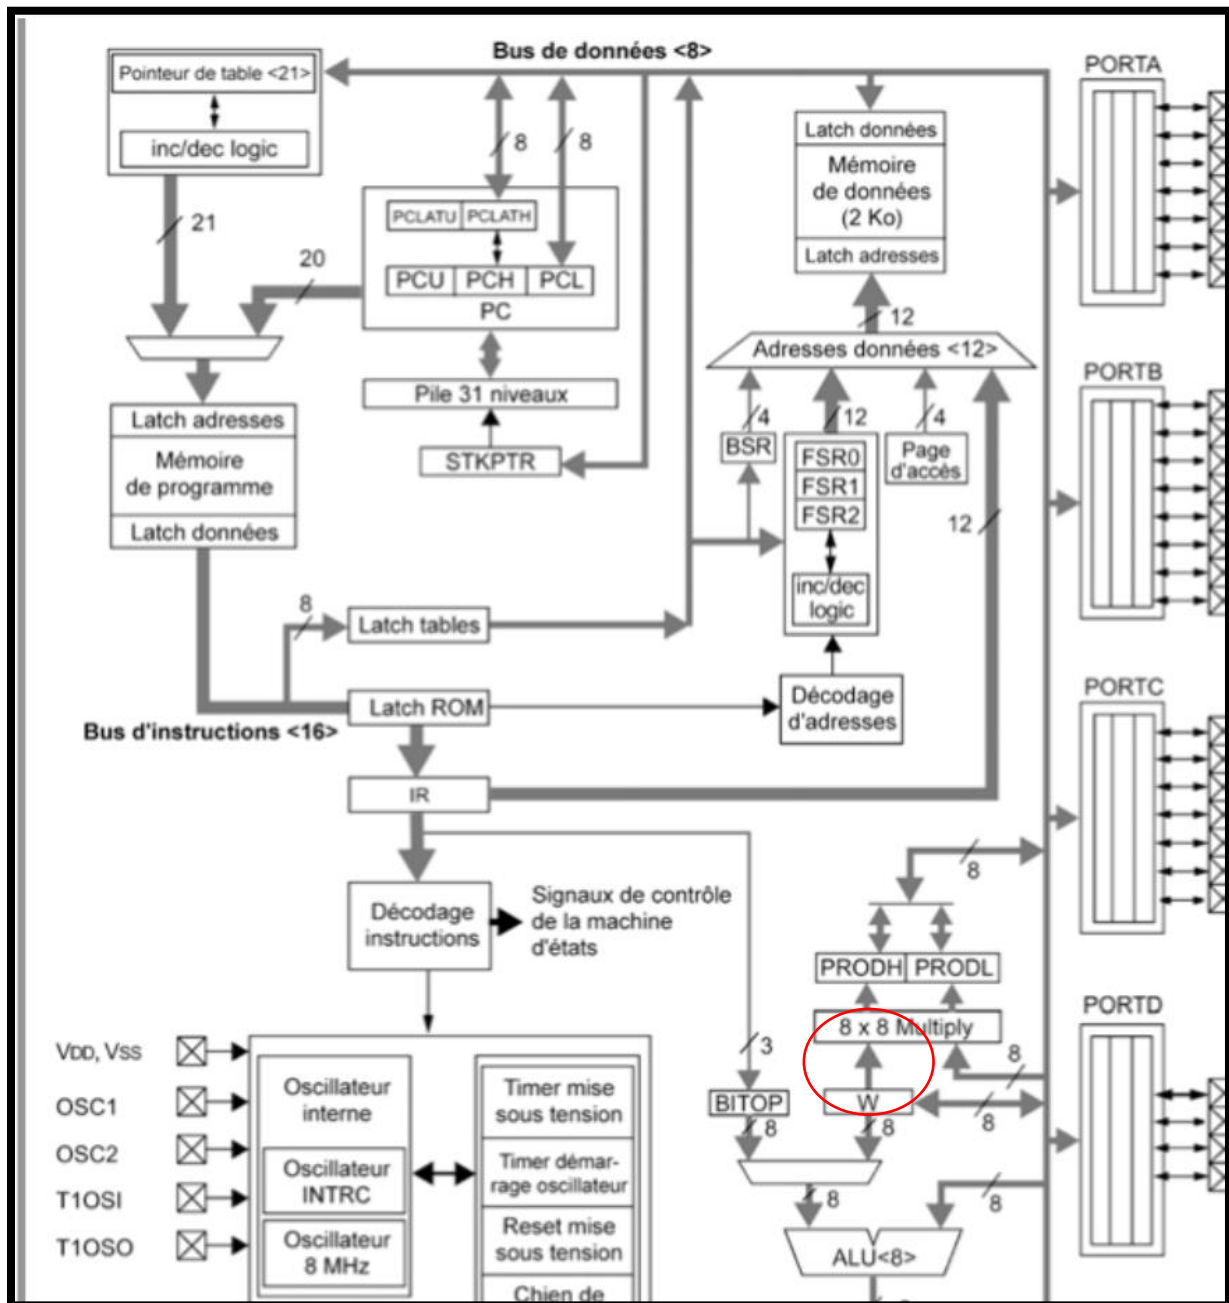 Bus de données <8>
Pointeur de table <21>
inc/dec logic
21
20
8
8
PCLATU PCLATH
PCU PCH PCL
PC
Pile 31 niveaux
STKPTR
Latch adresses
Mémoire
de programme
Latch données
8
Latch tables
Latch ROM
Bus d'instructions <16>
IR
Décodage
instructions
Signaux de contrôle
de la machine
d'états
Latch données
Mémoire
de données
(2 Ko)
Latch adresses
12
Adresses données <12>
4
12
4
BSR
FSR0
FSR1
FSR2
inc/dec
logic
Page
d'accès
12
Décodage
d'adresses
8
PRODH PRODL
8 x 8 Multiply
3
8
BITOP
W
8
8
8
8
8
ALU<8>
PORTA
PORTB
PORTC
PORTD
VDD, VSS
OSC1
OSC2
T1OSI
T1OSO
Oscillateur
interne
Oscillateur
INTRC
Oscillateur
8 MHz
Timer mise
sous tension
Timer démar-
rage oscillateur
Reset mise
sous tension
Chien de